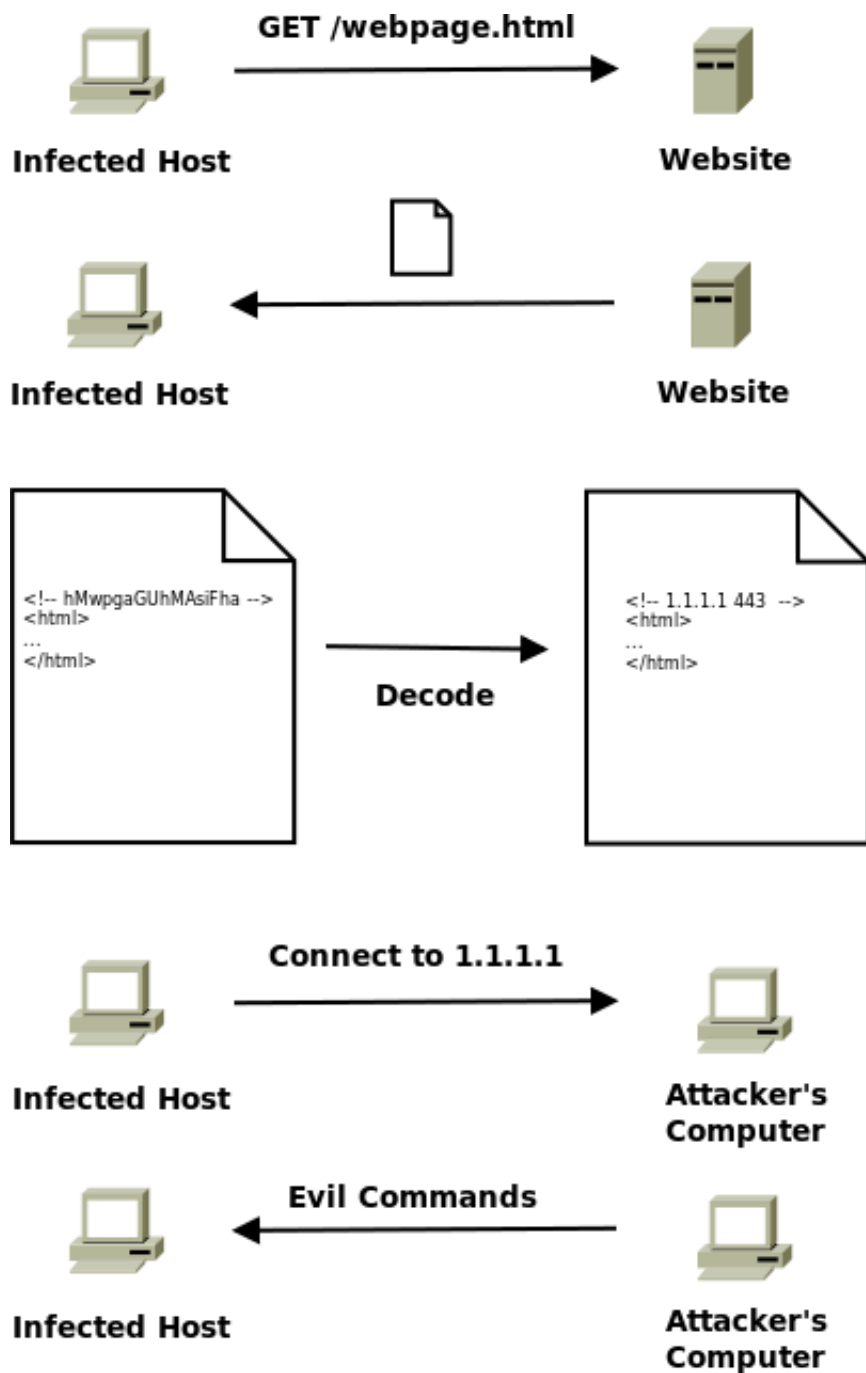 GET /webpage.html
Infected Host
Website
Infected Host
Website
<!-- hMwpgaGUhMAsiFha -->
<html>
...
</html>
Decode
<!-- 1.1.1.1 443  -->
<html>
...
</html>
Connect to 1.1.1.1
Infected Host
Attacker's
Computer
Evil Commands
Infected Host
Attacker's
Computer